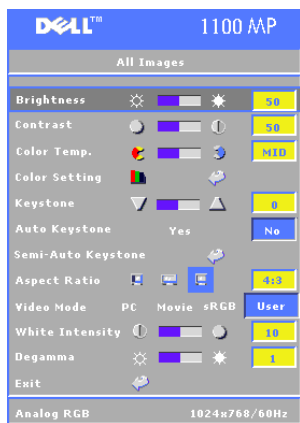 DELL™ 1100 MP
All Images
Brightness 50
Contrast 50
Color Temp. MID
Color Setting
Keystone 0
Auto Keystone Yes No
Semi-Auto Keystone
Aspect Ratio 4:3
Video Mode PC Movie sRGB User
White Intensity 10
Degamma 1
Exit
Analog RGB 1024x768/60Hz